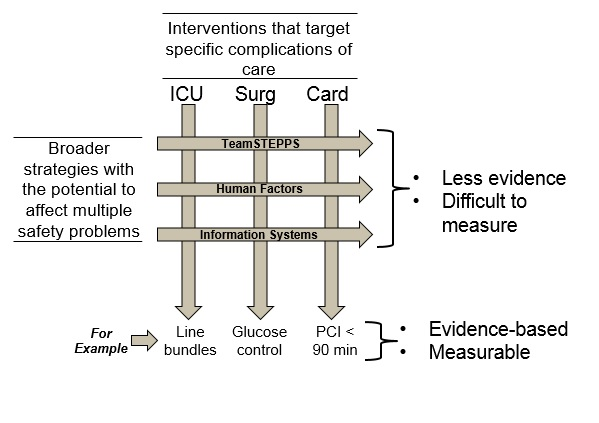 Interventions that target
specific complications of
care
ICU Surg Card
Broader
strategies with
the potential to
affect multiple
safety problems
TeamSTEPPS
Human Factors
Information Systems
• Less evidence
• Difficult to
measure
For
Example
Line
bundles
Glucose
control
PCI <
90 min
• Evidence-based
• Measurable